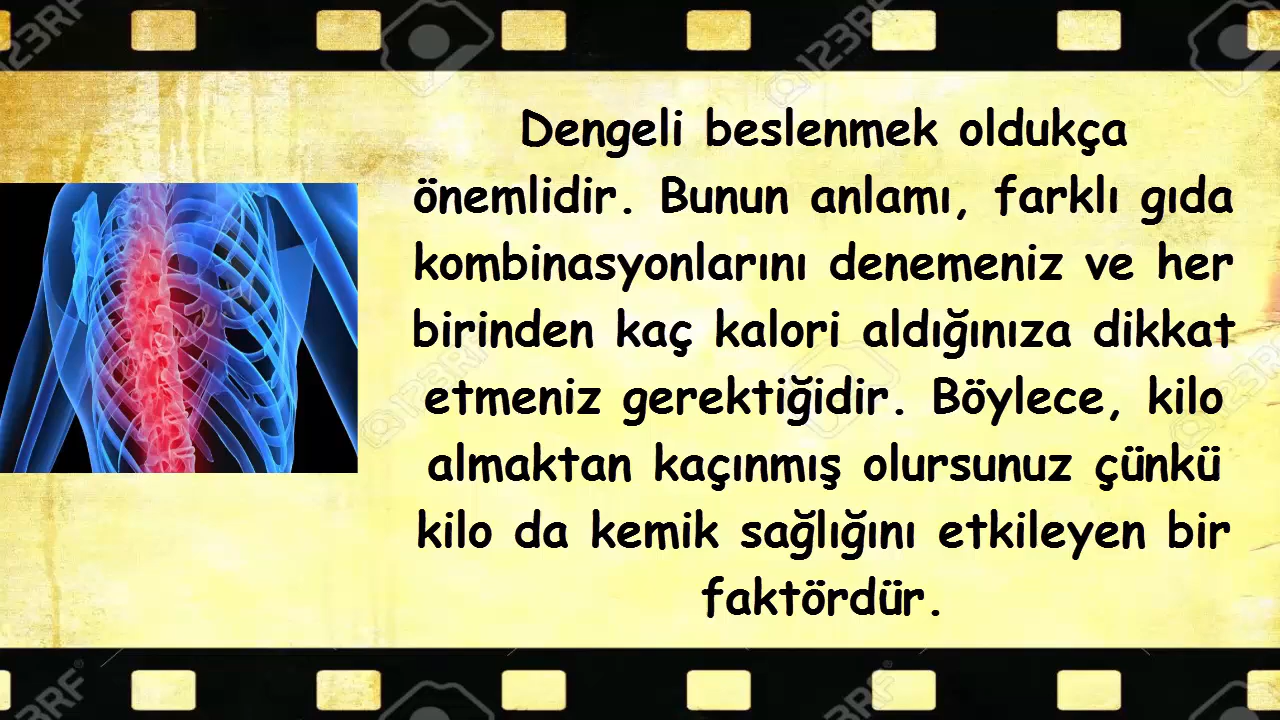 Dengeli beslenmek oldukça
önemlidir. Bunun anlamı, farklı gıda
kombinasyonlarını denemeniz ve her
birinden kaç kalori aldığınıza dikkat
etmeniz gerektiğidir. Böylece, kilo
almaktan kaçınmış olursunuz çünkü
kilo da kemik sağlığını etkileyen bir
faktördür.